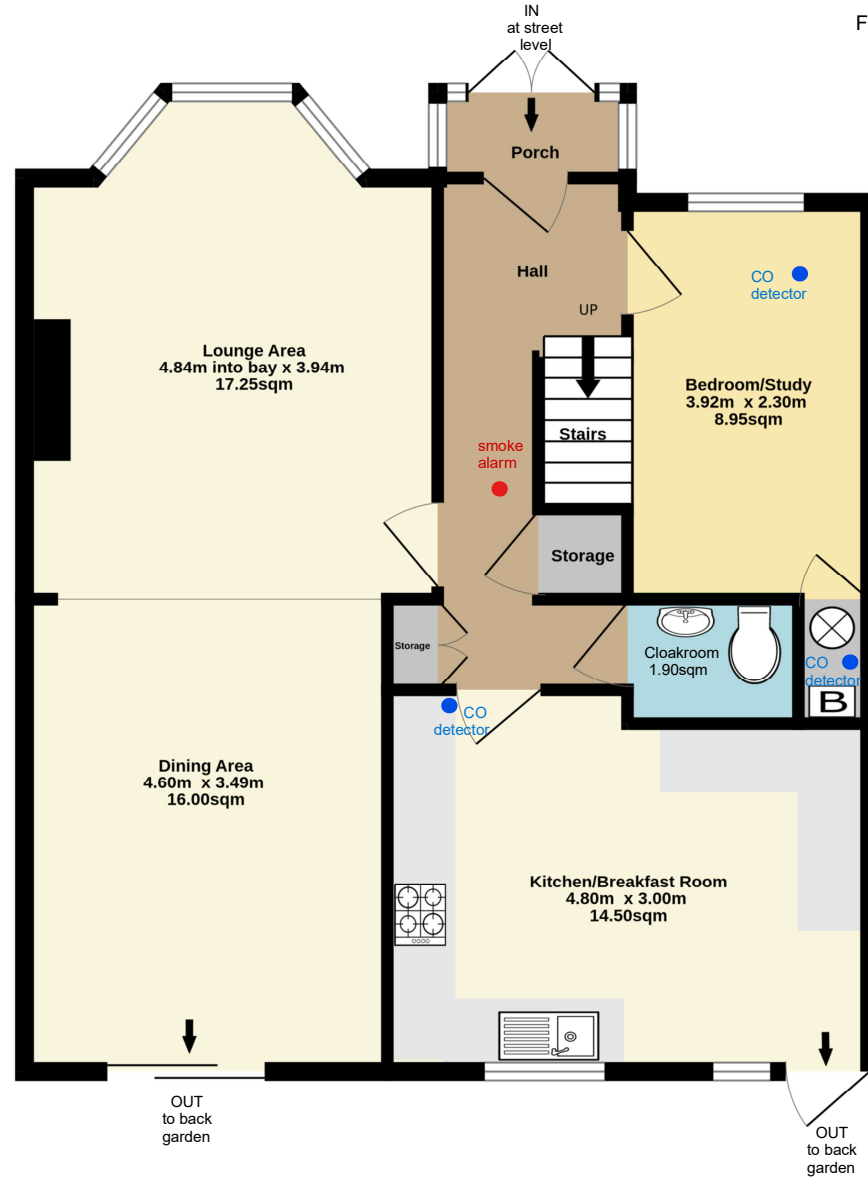 IN
at street
level
F
Porch
Hall
UP
CO
detector
Lounge Area
4.84m into bay x 3.94m
17.25sqm
Bedroom/Study
3.92m x 2.30m
8.95sqm
Stairs
smoke
alarm
Storage
Storage
Cloakroom
1.90sqm
CO
detector
B
CO
detector
Dining Area
4.60m x 3.49m
16.00sqm
Kitchen/Breakfast Room
4.80m x 3.00m
14.50sqm
OUT
to back
garden
OUT
to back
garden